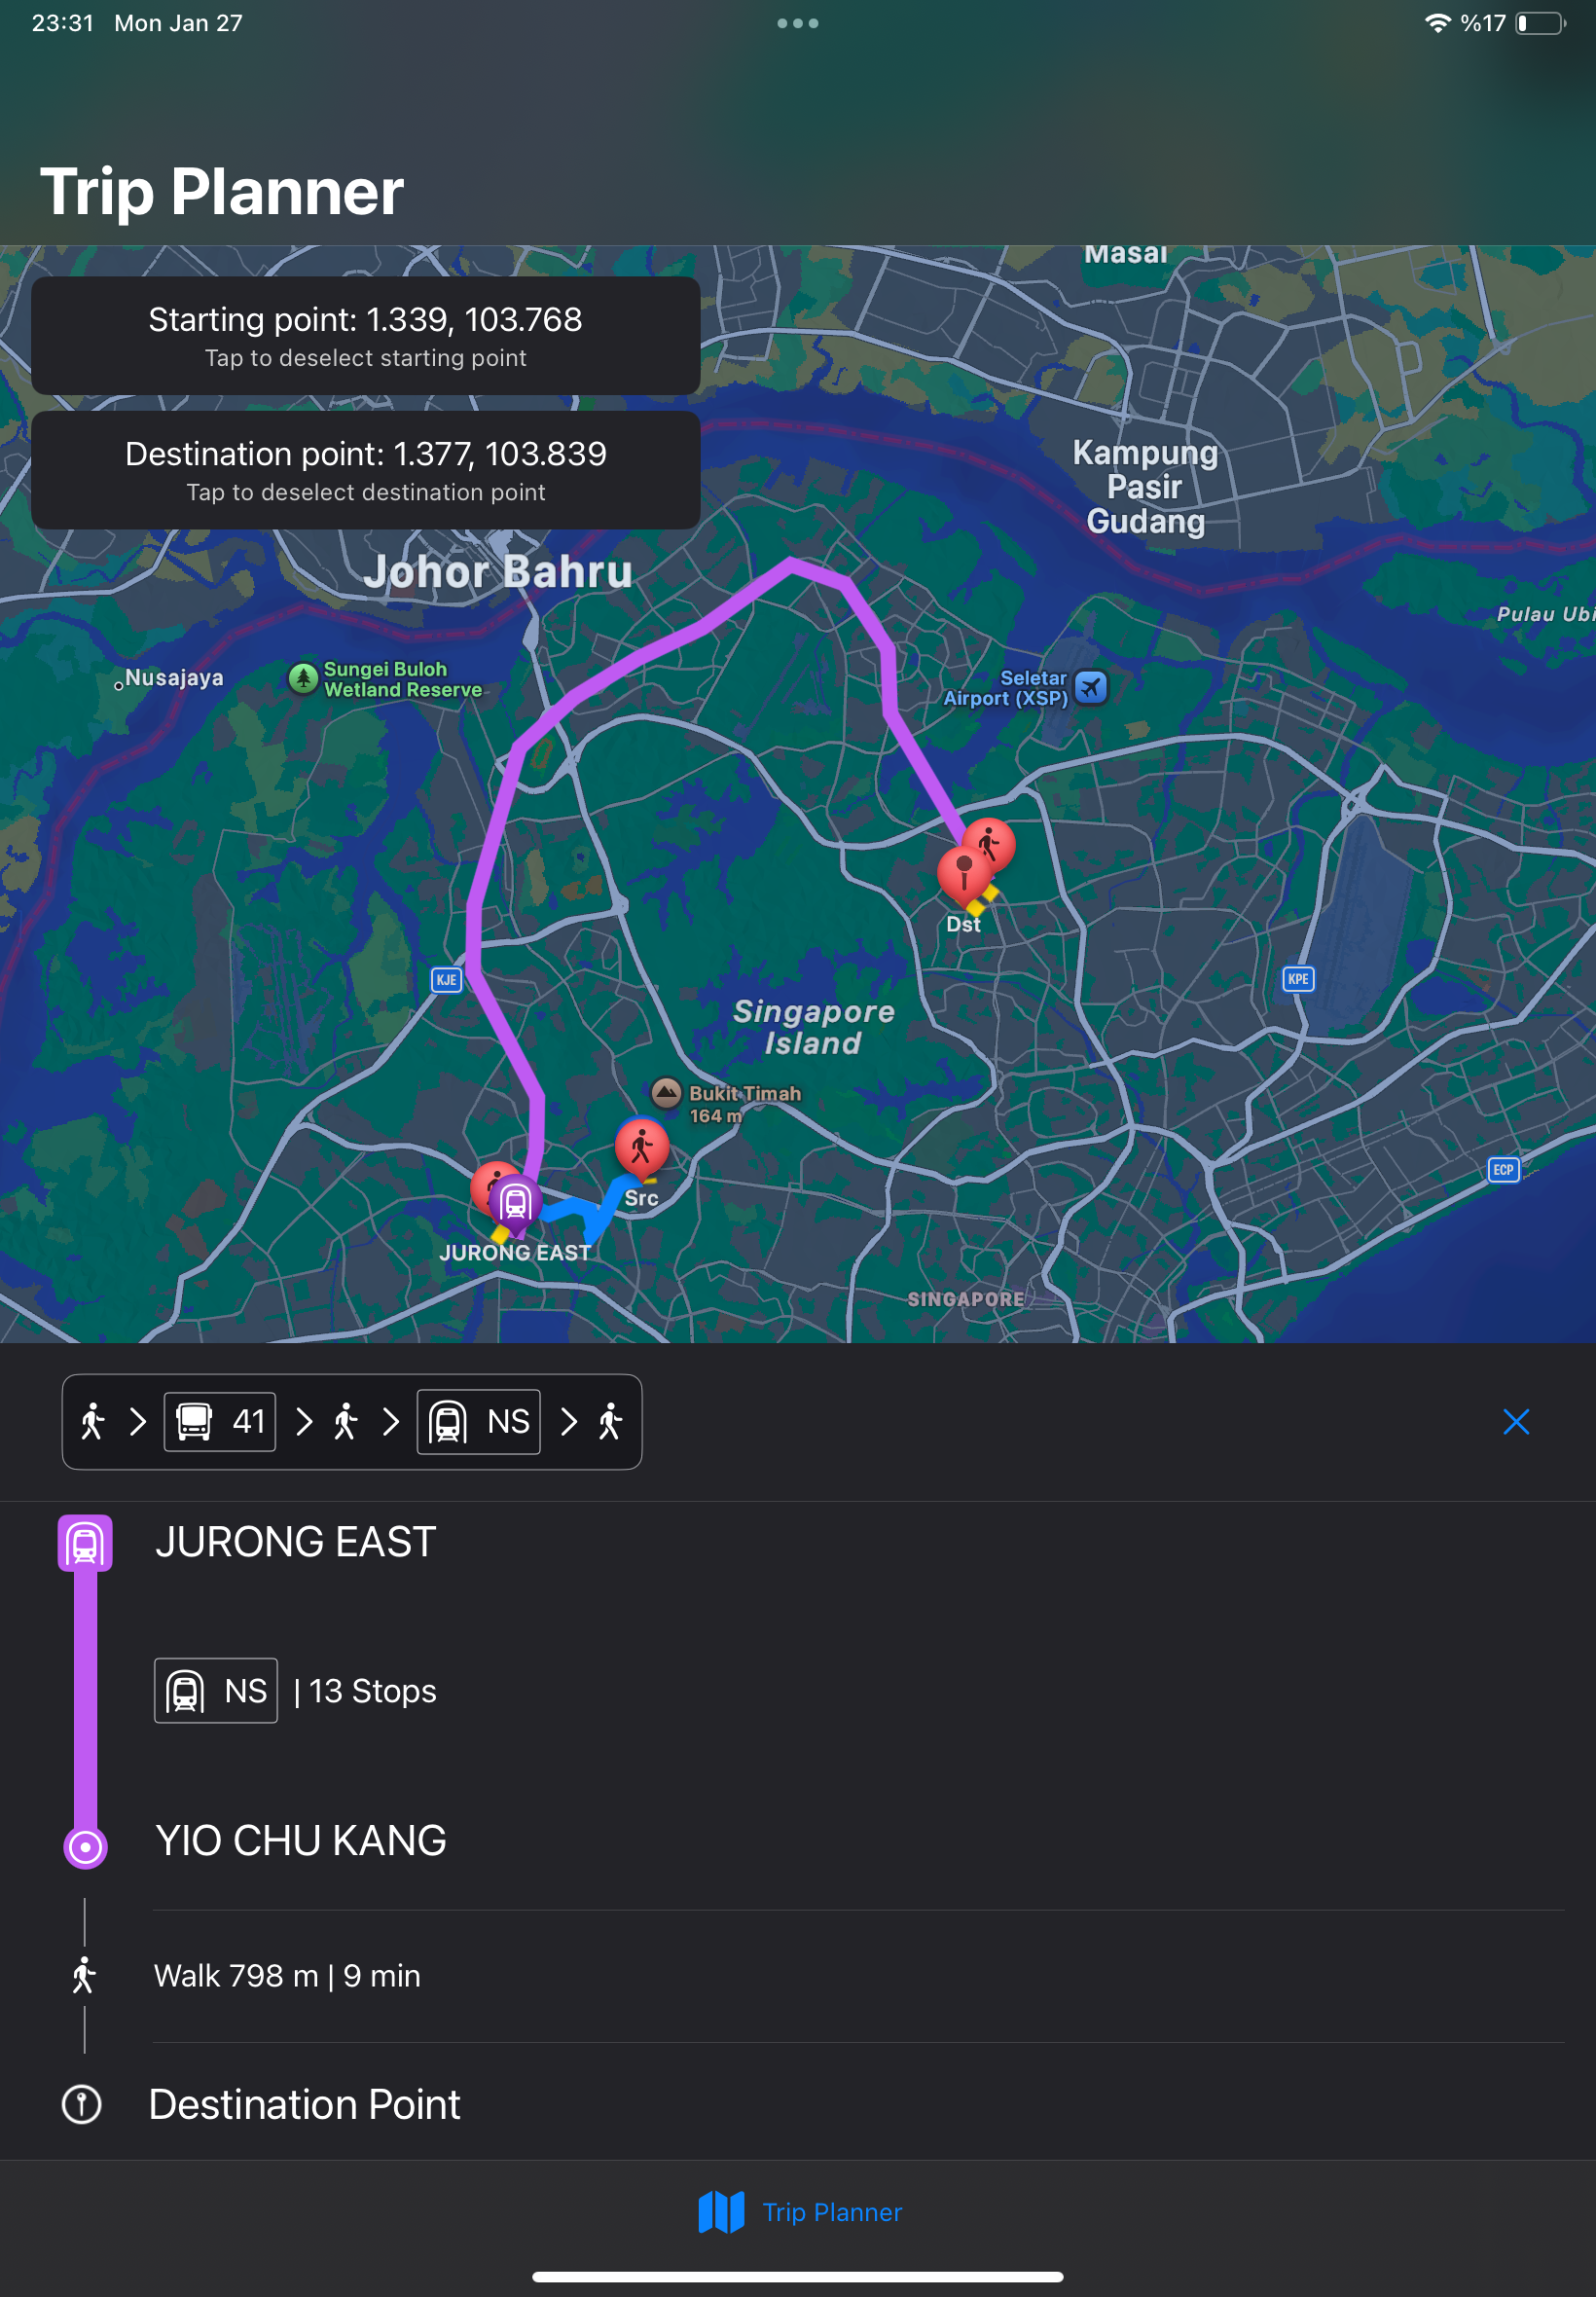 23:31 Mon Jan 27
%17
Trip Planner
Masai
Starting point: 1.339, 103.768
Tap to deselect starting point
Destination point: 1.377, 103.839
Tap to deselect destination point
Kampung
Pasir
Gudang
Johor Bahru
Pulau Ubi
Nusajaya
Sungei Buloh
Wetland Reserve
Seletar
Airport (XSP)
Dst
KJE
KPE
Singapore
Island
Bukit Timah
164 m
ECP
Src
JURONG EAST
SINGAPORE
41
NS
JURONG EAST
NS | 13 Stops
YIO CHU KANG
Walk 798 m | 9 min
Destination Point
Trip Planner